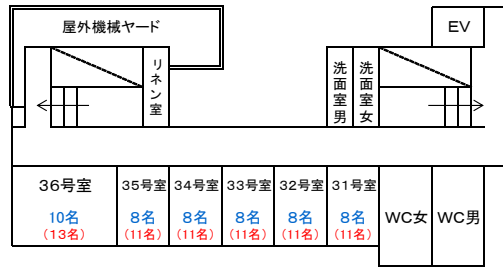 屋外機械ヤード
EV
リネン室
洗面室男
洗面室女
36号室
10名
(13名)
35号室
8名
(11名)
34号室
8名
(11名)
33号室
8名
(11名)
32号室
8名
(11名)
31号室
8名
(11名)
WC女
WC男